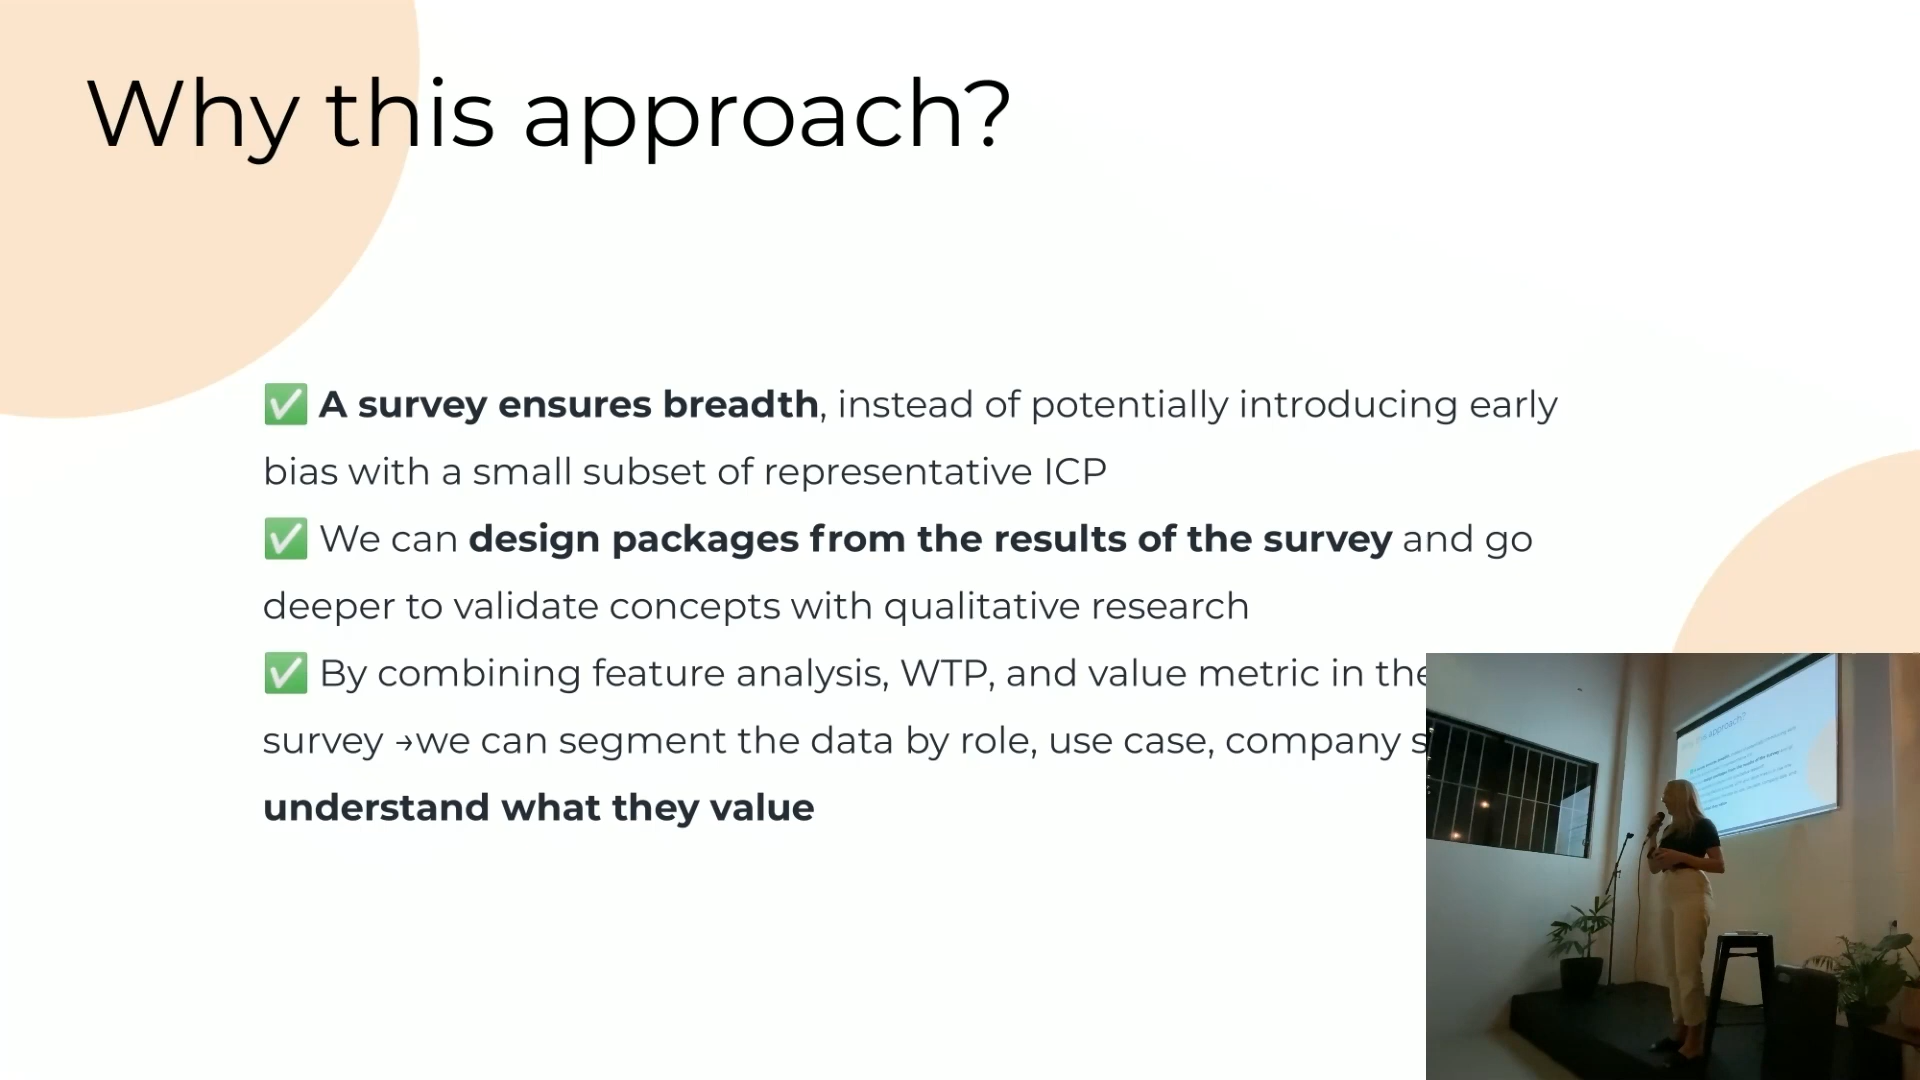 Why this approach?
✅ A survey ensures breadth, instead of potentially introducing early
bias with a small subset of representative ICP
✅ We can design packages from the results of the survey and go
deeper to validate concepts with qualitative research
✅ By combining feature analysis, WTP, and value metric in the
survey →we can segment the data by role, use case, company
understand what they value